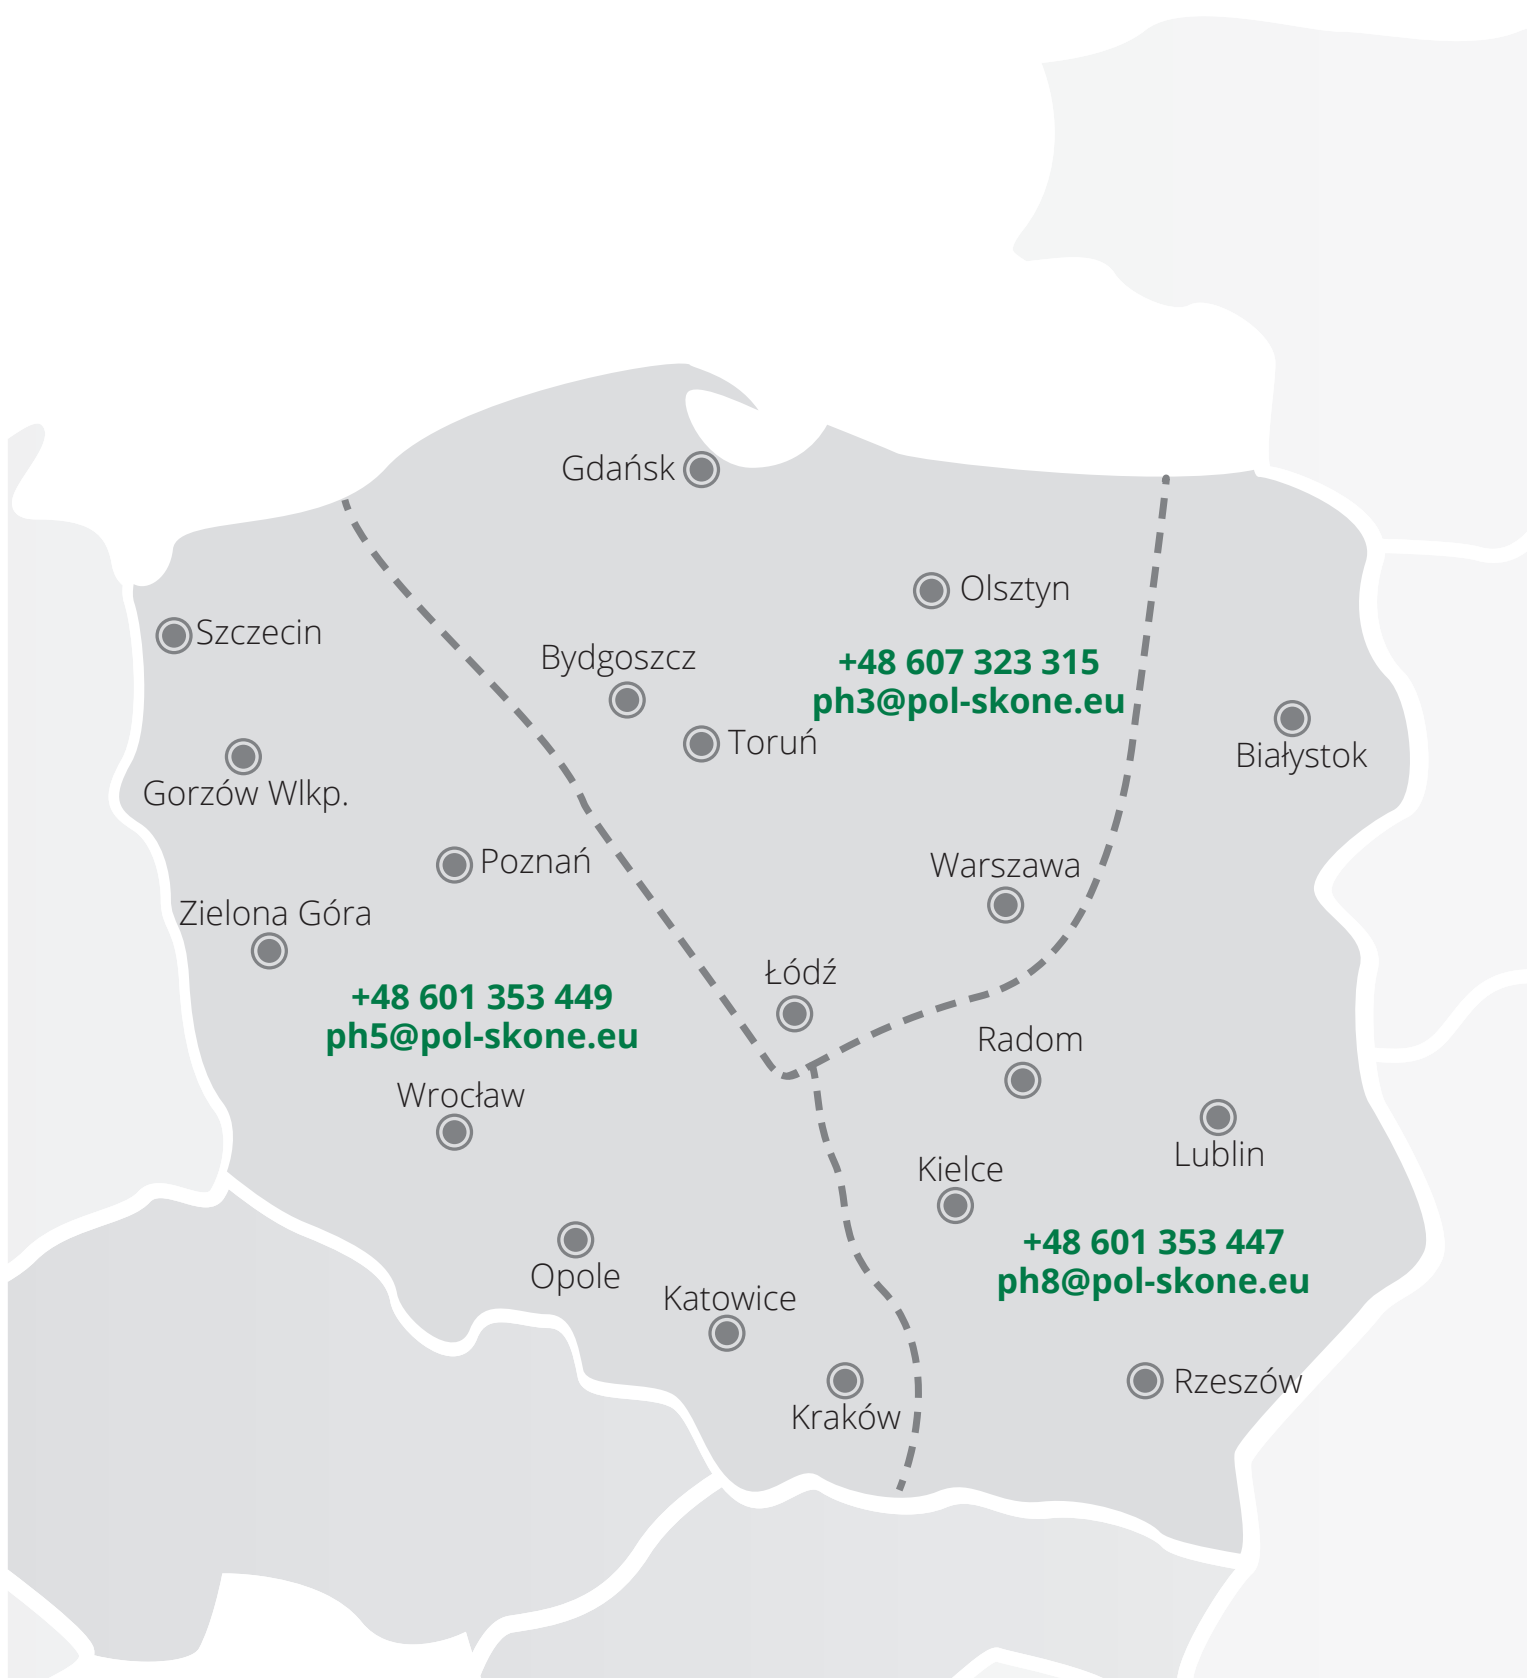 Gdańsk
Olsztyn
Szczecin
Bydgoszcz
+48 607 323 315
ph3@pol-skone.eu
Toruń
Białystok
Gorzów Wlkp.
Poznań
Warszawa
Zielona Góra
Łódź
+48 601 353 449
ph5@pol-skone.eu
Radom
Wrocław
Lublin
Kielce
+48 601 353 447
ph8@pol-skone.eu
Opole
Katowice
Rzeszów
Kraków